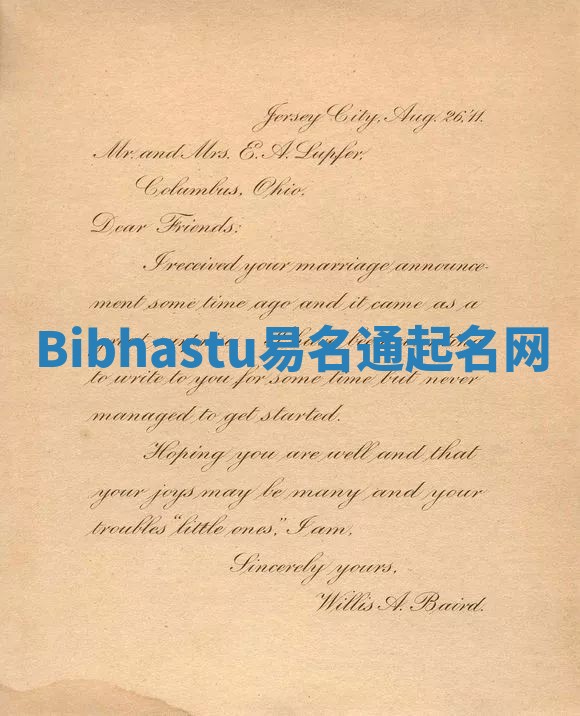 Jersey City, Aug. 26, '11.
Mr. and Mrs. E. A. Lupfer,
Columbus, Ohio.
Dear Friends:
I received your marriage announce-
ment some time ago and it came as a
Bibhastu易名通起名网
to write to you for some time but never
managed to get started.
Hoping you are well and that
your joys may be many and your
troubles "little ones," I am,
Sincerely yours,
Willis A. Baird.